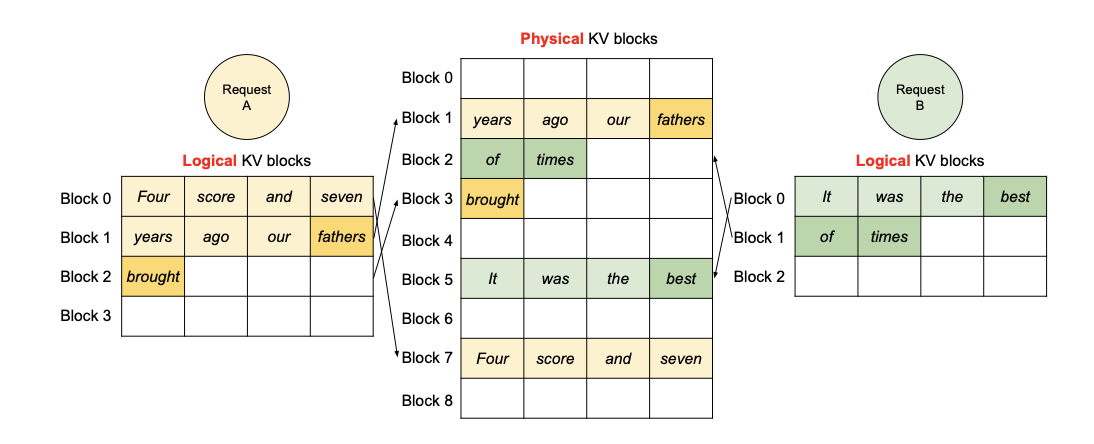 Physical KV blocks
Request
A
Request
B
Logical KV blocks
Block 0 Four score and seven
Block 1 years ago our fathers
Block 2 brought
Block 3
Block 0
Block 1 years ago our fathers
Block 2 of times
Block 3 brought
Block 4
Block 5 It was the best
Block 6
Block 7 Four score and seven
Block 8
Logical KV blocks
Block 0 It was the best
Block 1 of times
Block 2